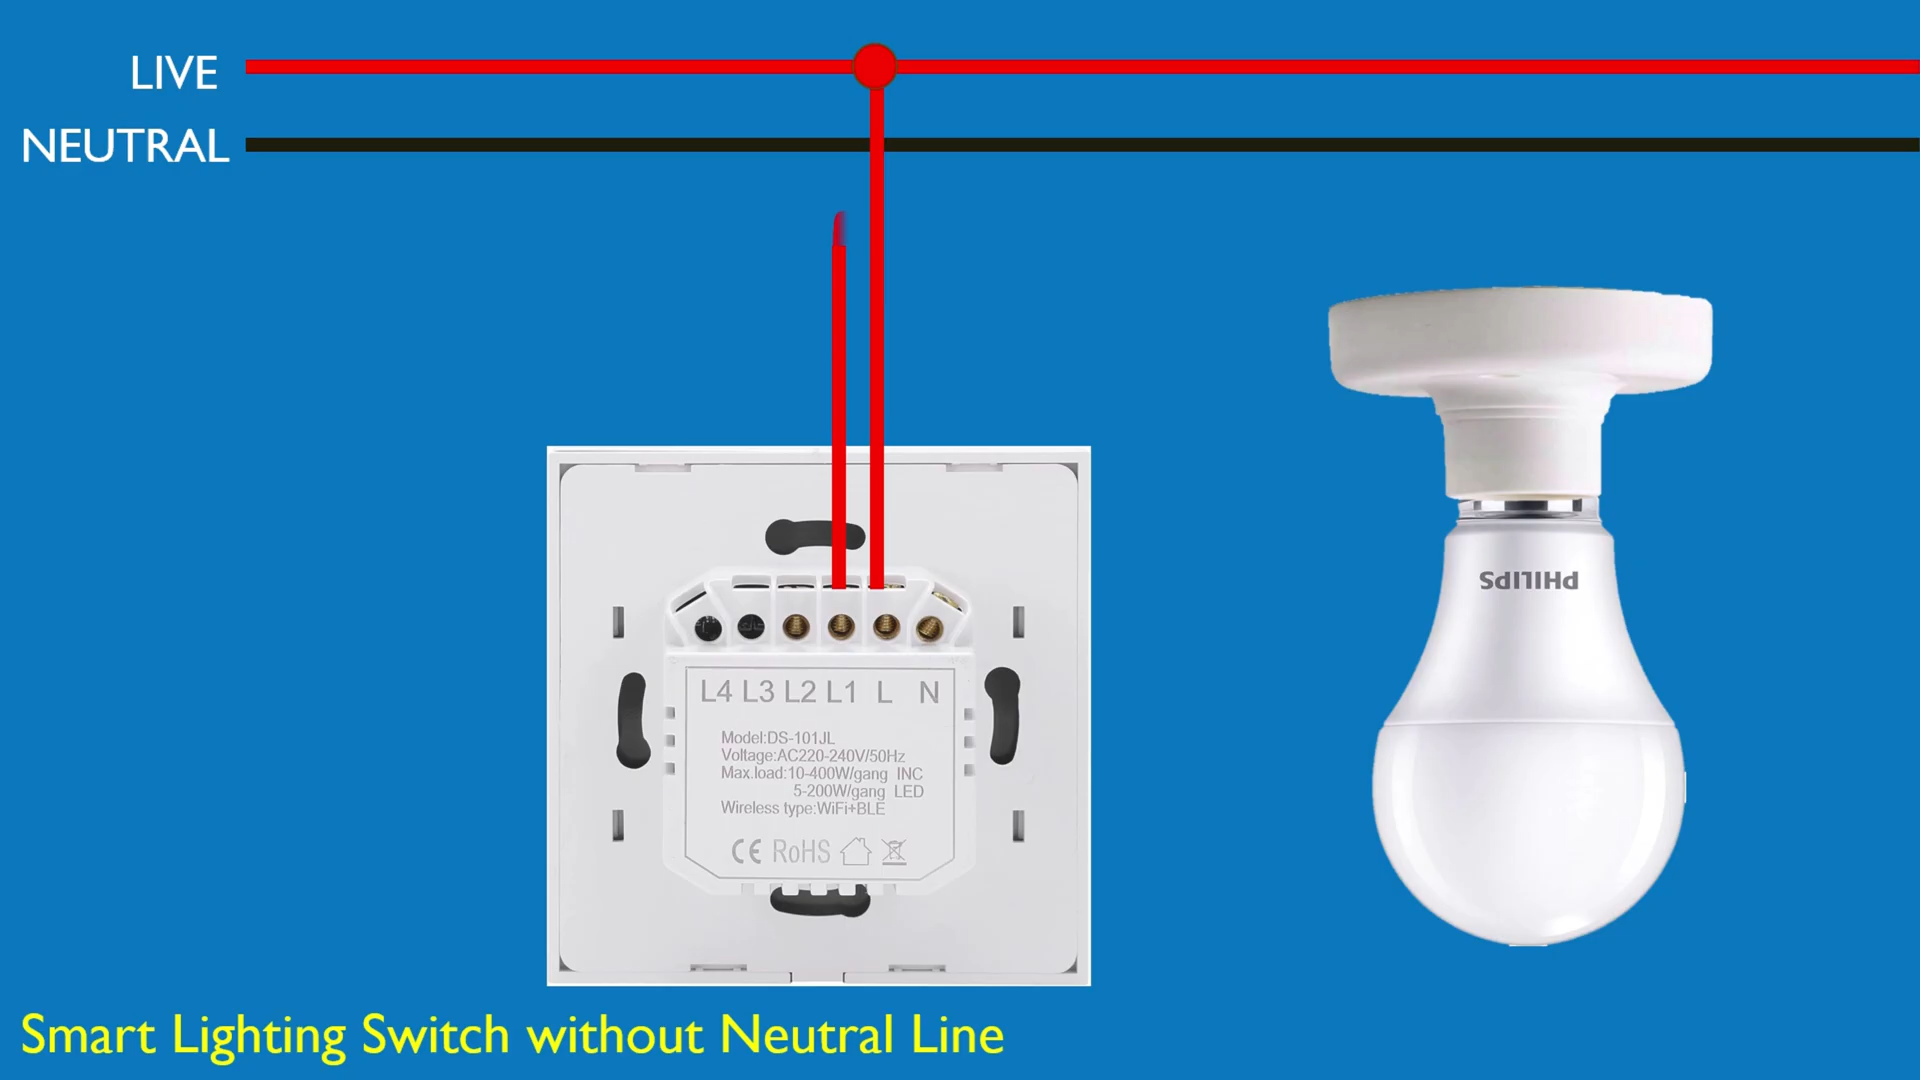 LIVE
NEUTRAL
PHILIPS
L4 L3 L2 L1 L N
Model:DS-101JL
Voltage:AC220-240V/50Hz
Max.load:10-400W/gang INC
5-200W/gang LED
Wireless type:WiFi+BLE
CE RoHS
Smart Lighting Switch without Neutral Line